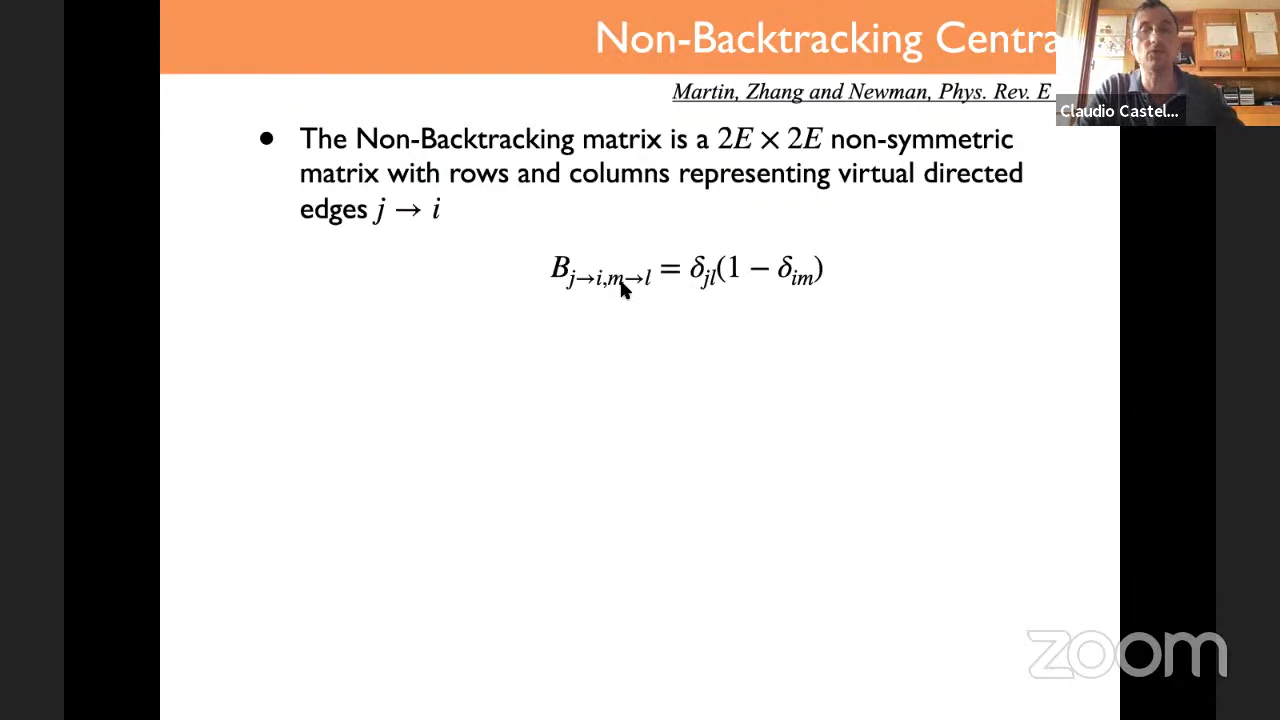 Non-Backtracking Centra
Martin, Zhang and Newman, Phys. Rev. E
Claudio Castel...
● The Non-Backtracking matrix is a 2E × 2E non-symmetric
matrix with rows and columns representing virtual directed
edges j → i
B_{j→i,m→l} = δ_{jl}(1 − δ_{im})
zoom